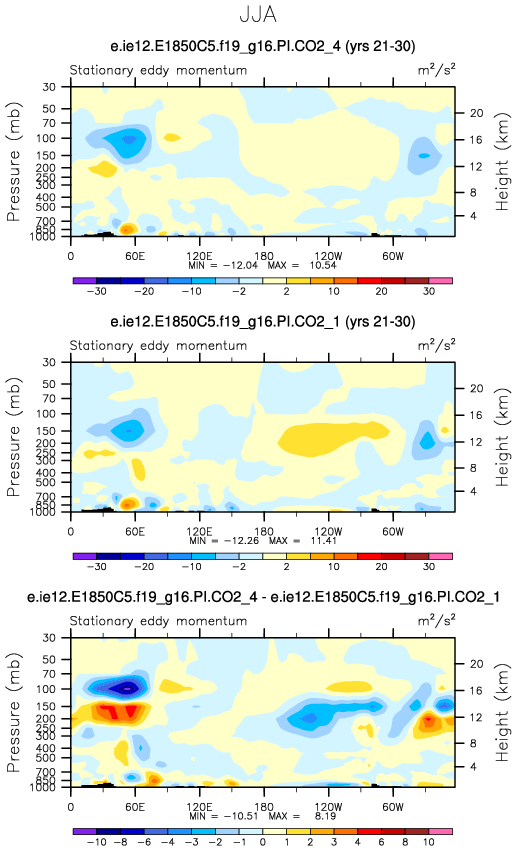 JJA
e.ie12.E1850C5.f19_g16.PI.CO2_4 (yrs 21-30)
Stationary eddy momentum m²/s²
Pressure (mb)
30
50
70
100
150
200
250
300
400
500
700
850
1000
20
16
12
8
4
Height (km)
0 60E 120E 180 120W 60W
MIN = -12.04 MAX = 10.54
-30 -20 -10 -2 2 10 20 30
e.ie12.E1850C5.f19_g16.PI.CO2_1 (yrs 21-30)
Stationary eddy momentum m²/s²
Pressure (mb)
30
50
70
100
150
200
250
300
400
500
700
850
1000
20
16
12
8
4
Height (km)
0 60E 120E 180 120W 60W
MIN = -12.26 MAX = 11.41
-30 -20 -10 -2 2 10 20 30
e.ie12.E1850C5.f19_g16.PI.CO2_4 - e.ie12.E1850C5.f19_g16.PI.CO2_1
Stationary eddy momentum m²/s²
Pressure (mb)
30
50
70
100
150
200
250
300
400
500
700
850
1000
20
16
12
8
4
Height (km)
0 60E 120E 180 120W 60W
MIN = -10.51 MAX = 8.19
-10 -8 -6 -4 -2 -1 0 1 2 4 6 8 10